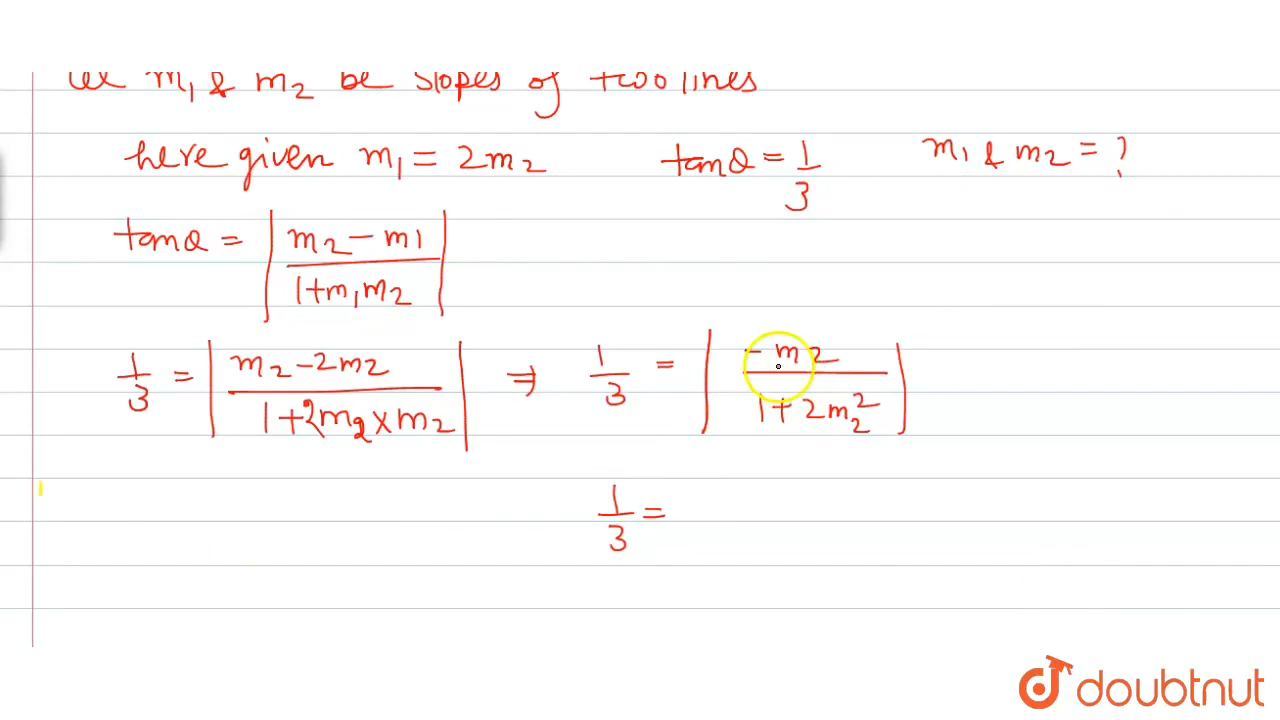 let m₁ & m₂ be slopes of two lines
here given m₁ = 2m₂ tanθ = 1/3 m₁ & m₂ = ?
tanθ = |(m₂ - m₁)/(1+m₁m₂)|
1/3 = |(m₂ - 2m₂)/(1+2m₂×m₂)| ⇒ 1/3 = |(-m₂)/(1+2m₂²)|
1/3 =
doubtnut